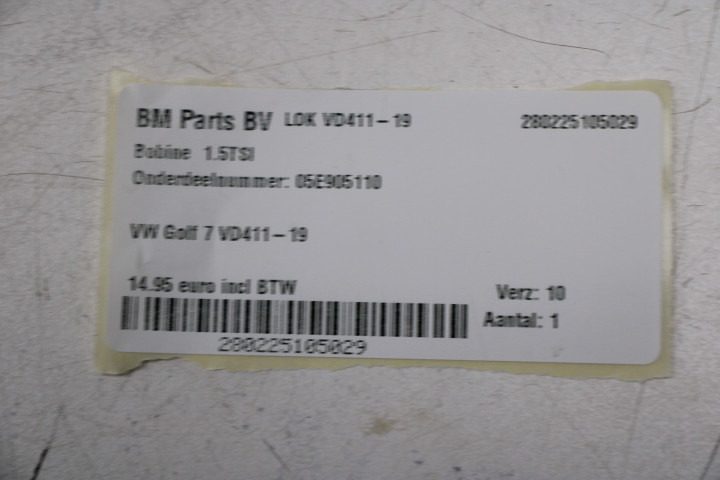 BM Parts BV LOK VD411-19 280225105029
Bobine 1.5TSI
Onderdeelnummer: 05E905110
VW Golf 7 VD411-19
14.95 euro incl BTW
Verz: 10
Aantal: 1
280225105029